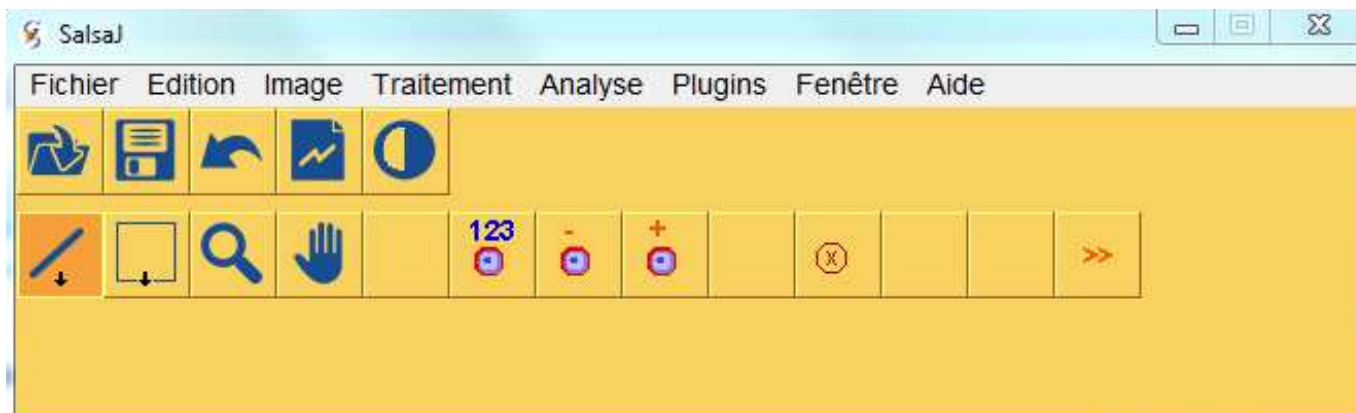 SalsaJ
Fichier Edition Image Traitement Analyse Plugins Fenêtre Aide
123
- +
X >>